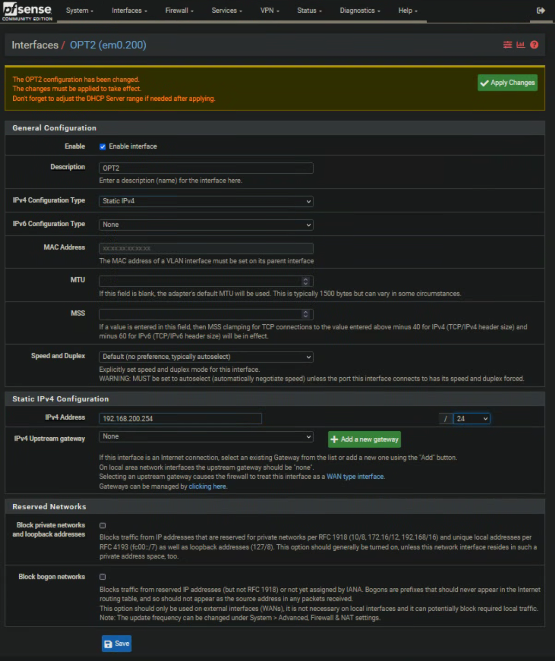 pfsense
COMMUNITY EDITION
System
Interfaces
Firewall
Services
VPN
Status
Diagnostics
Help
Interfaces / OPT2 (em0.200)
The OPT2 configuration has been changed.
The changes must be applied to take effect.
Don't forget to adjust the DHCP Server range if needed after applying.
Apply Changes
General Configuration
Enable
Enable interface
Description
OPT2
Enter a description (name) for the interface here.
IPv4 Configuration Type
Static IPv4
IPv6 Configuration Type
None
MAC Address
xx:xx:xx:xx:xx:xx
The MAC address of a VLAN interface must be set on its parent interface
MTU
If this field is blank, the adapter's default MTU will be used. This is typically 1500 bytes but can vary in some circumstances.
MSS
If a value is entered in this field, then MSS clamping for TCP connections to the value entered above minus 40 for IPv4 (TCP/IPv4 header size) and
minus 60 for IPv6 (TCP/IPv6 header size) will be in effect.
Speed and Duplex
Default (no preference, typically autoselect)
Explicitly set speed and duplex mode for this interface.
WARNING: MUST be set to autoselect (automatically negotiate speed) unless the port this interface connects to has its speed and duplex forced.
Static IPv4 Configuration
IPv4 Address
192.168.200.254
/ 24
IPv4 Upstream gateway
None
Add a new gateway
If this interface is an Internet connection, select an existing Gateway from the list or add a new one using the "Add" button.
On local area network interfaces the upstream gateway should be "none".
Selecting an upstream gateway causes the firewall to treat this interface as a WAN type interface.
Gateways can be managed by clicking here.
Reserved Networks
Block private networks
and loopback addresses
Blocks traffic from IP addresses that are reserved for private networks per RFC 1918 (10/8, 172.16/12, 192.168/16) and unique local addresses per
RFC 4193 (fc00::/7) as well as loopback addresses (127/8). This option should generally be turned on, unless this network interface resides in such a
private address space, too.
Block bogon networks
Blocks traffic from reserved IP addresses (but not RFC 1918) or not yet assigned by IANA. Bogons are prefixes that should never appear in the Internet
routing table, and so should not appear as the source address in any packets received.
This option should only be used on external interfaces (WANs), it is not necessary on local interfaces and it can potentially block required local traffic.
Note: The update frequency can be changed under System > Advanced, Firewall & NAT settings.
Save